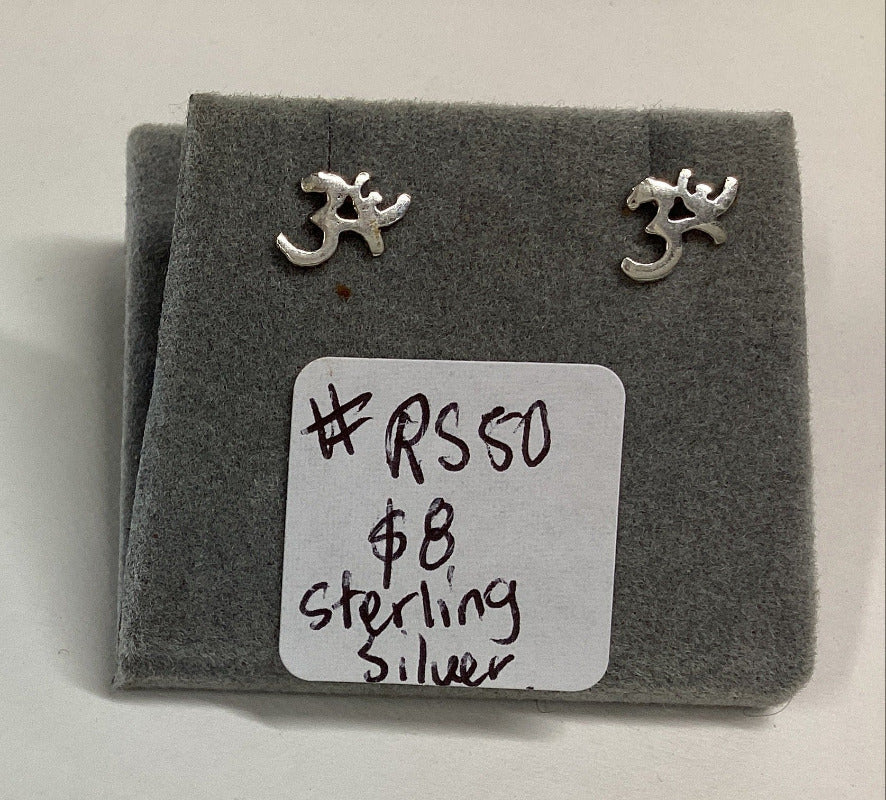 ॐ ॐ
#RS50
$8
sterling
silver.